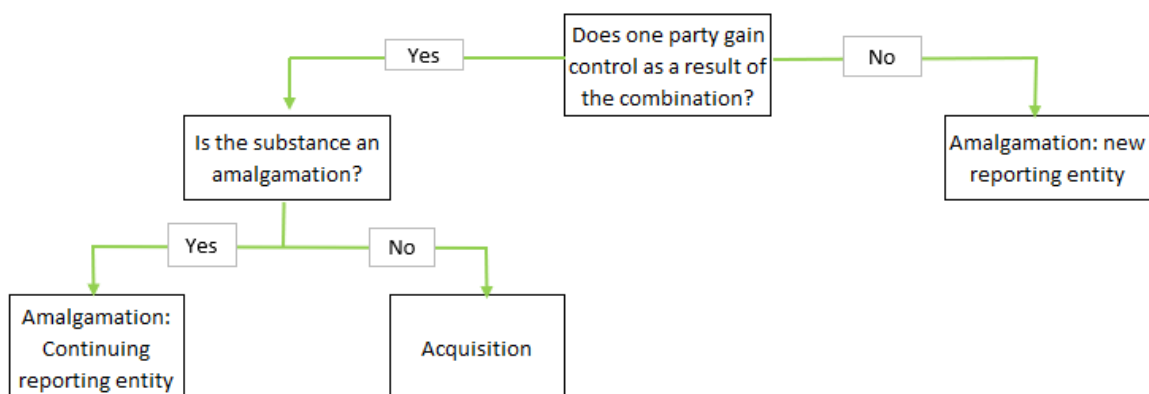 Does one party gain
control as a result of
the combination?
Yes
No
Is the substance an
amalgamation?
Amalgamation: new
reporting entity
Yes
No
Amalgamation:
Continuing
reporting entity
Acquisition